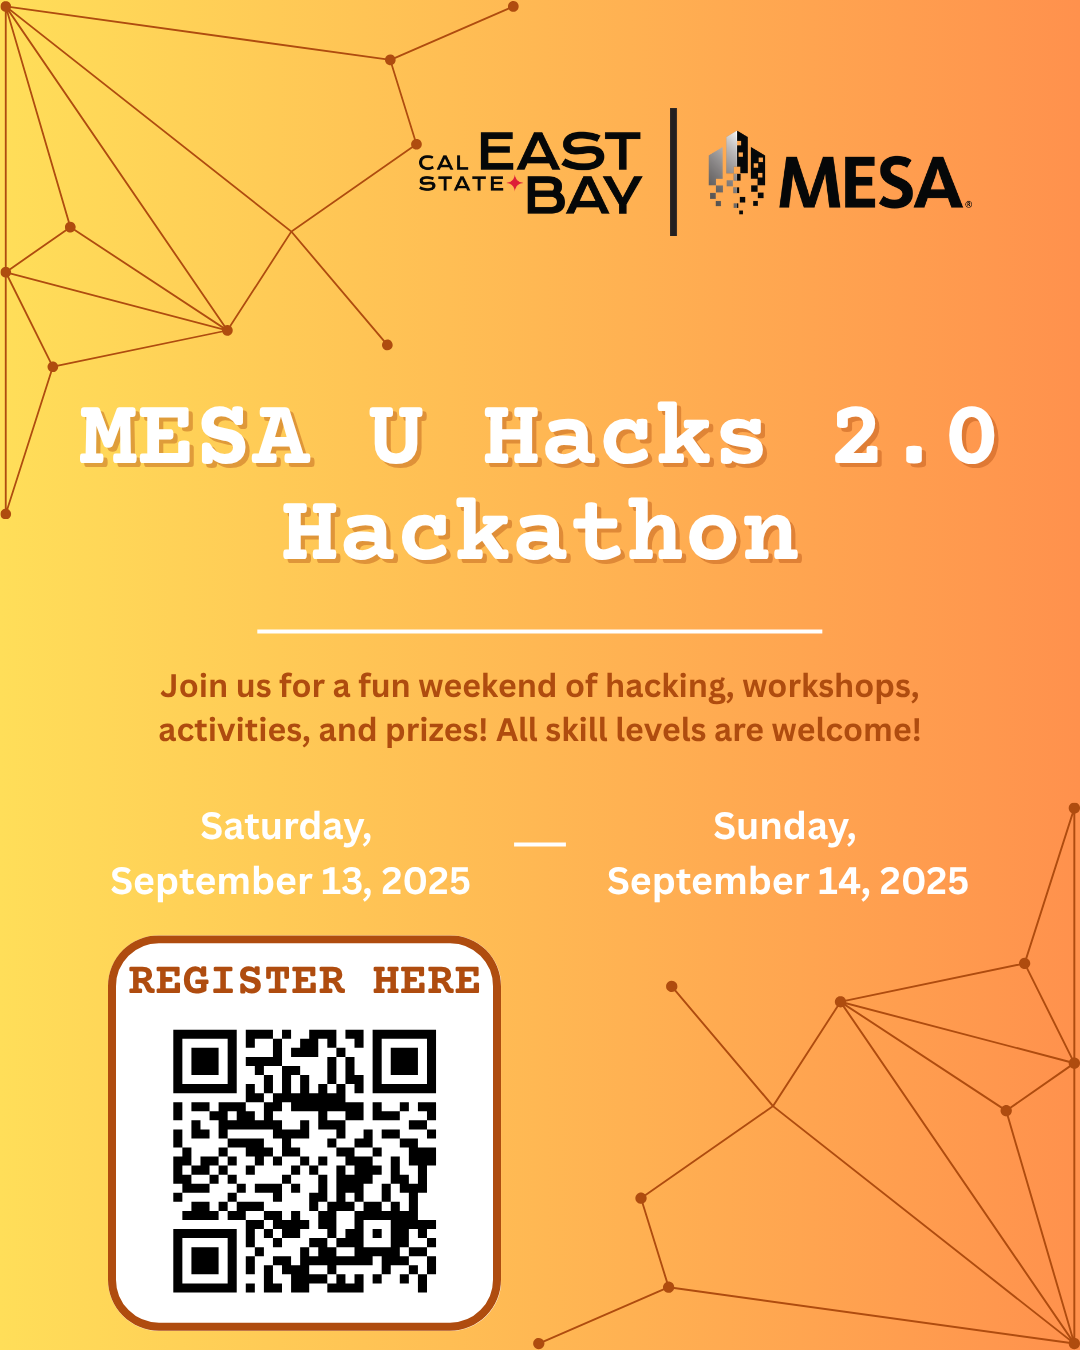 CAL EAST
STATE BAY
MESA®
MESA U Hacks 2.0
Hackathon
Join us for a fun weekend of hacking, workshops,
activities, and prizes! All skill levels are welcome!
Saturday,
September 13, 2025
Sunday,
September 14, 2025
REGISTER HERE